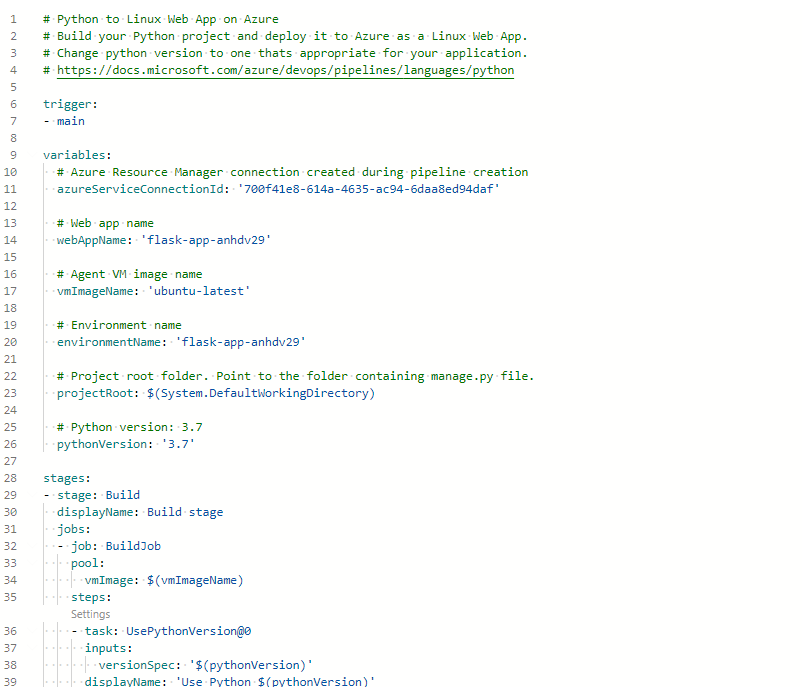 1 # Python to Linux Web App on Azure
2 # Build your Python project and deploy it to Azure as a Linux Web App.
3 # Change python version to one thats appropriate for your application.
4 # https://docs.microsoft.com/azure/devops/pipelines/languages/python
5
6 trigger:
7 - main
8
9 variables:
10   # Azure Resource Manager connection created during pipeline creation
11   azureServiceConnectionId: '700f41e8-614a-4635-ac94-6daa8ed94daf'
12
13   # Web app name
14   webAppName: 'flask-app-anhdv29'
15
16   # Agent VM image name
17   vmImageName: 'ubuntu-latest'
18
19   # Environment name
20   environmentName: 'flask-app-anhdv29'
21
22   # Project root folder. Point to the folder containing manage.py file.
23   projectRoot: $(System.DefaultWorkingDirectory)
24
25   # Python version: 3.7
26   pythonVersion: '3.7'
27
28 stages:
29 - stage: Build
30   displayName: Build stage
31   jobs:
32   - job: BuildJob
33     pool:
34       vmImage: $(vmImageName)
35     steps:
Settings
36     - task: UsePythonVersion@0
37       inputs:
38         versionSpec: '$(pythonVersion)'
39       displayName: 'Use Python $(pythonVersion)'